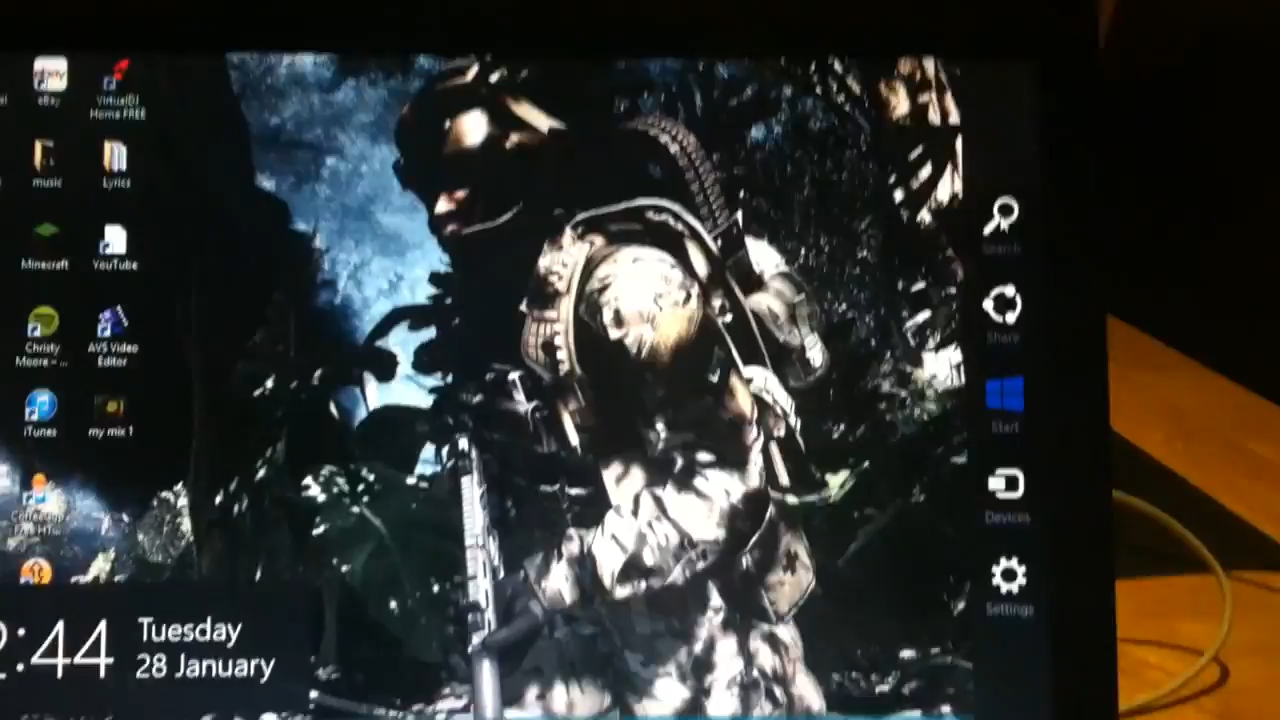 eBay
VirtualDJ
Home FREE
music
Lyrics
Minecraft
YouTube
Christy
Moore - ...
AVS Video
Editor
iTunes
my mix 1
:44
Tuesday
28 January
Search
Share
Start
Devices
Settings